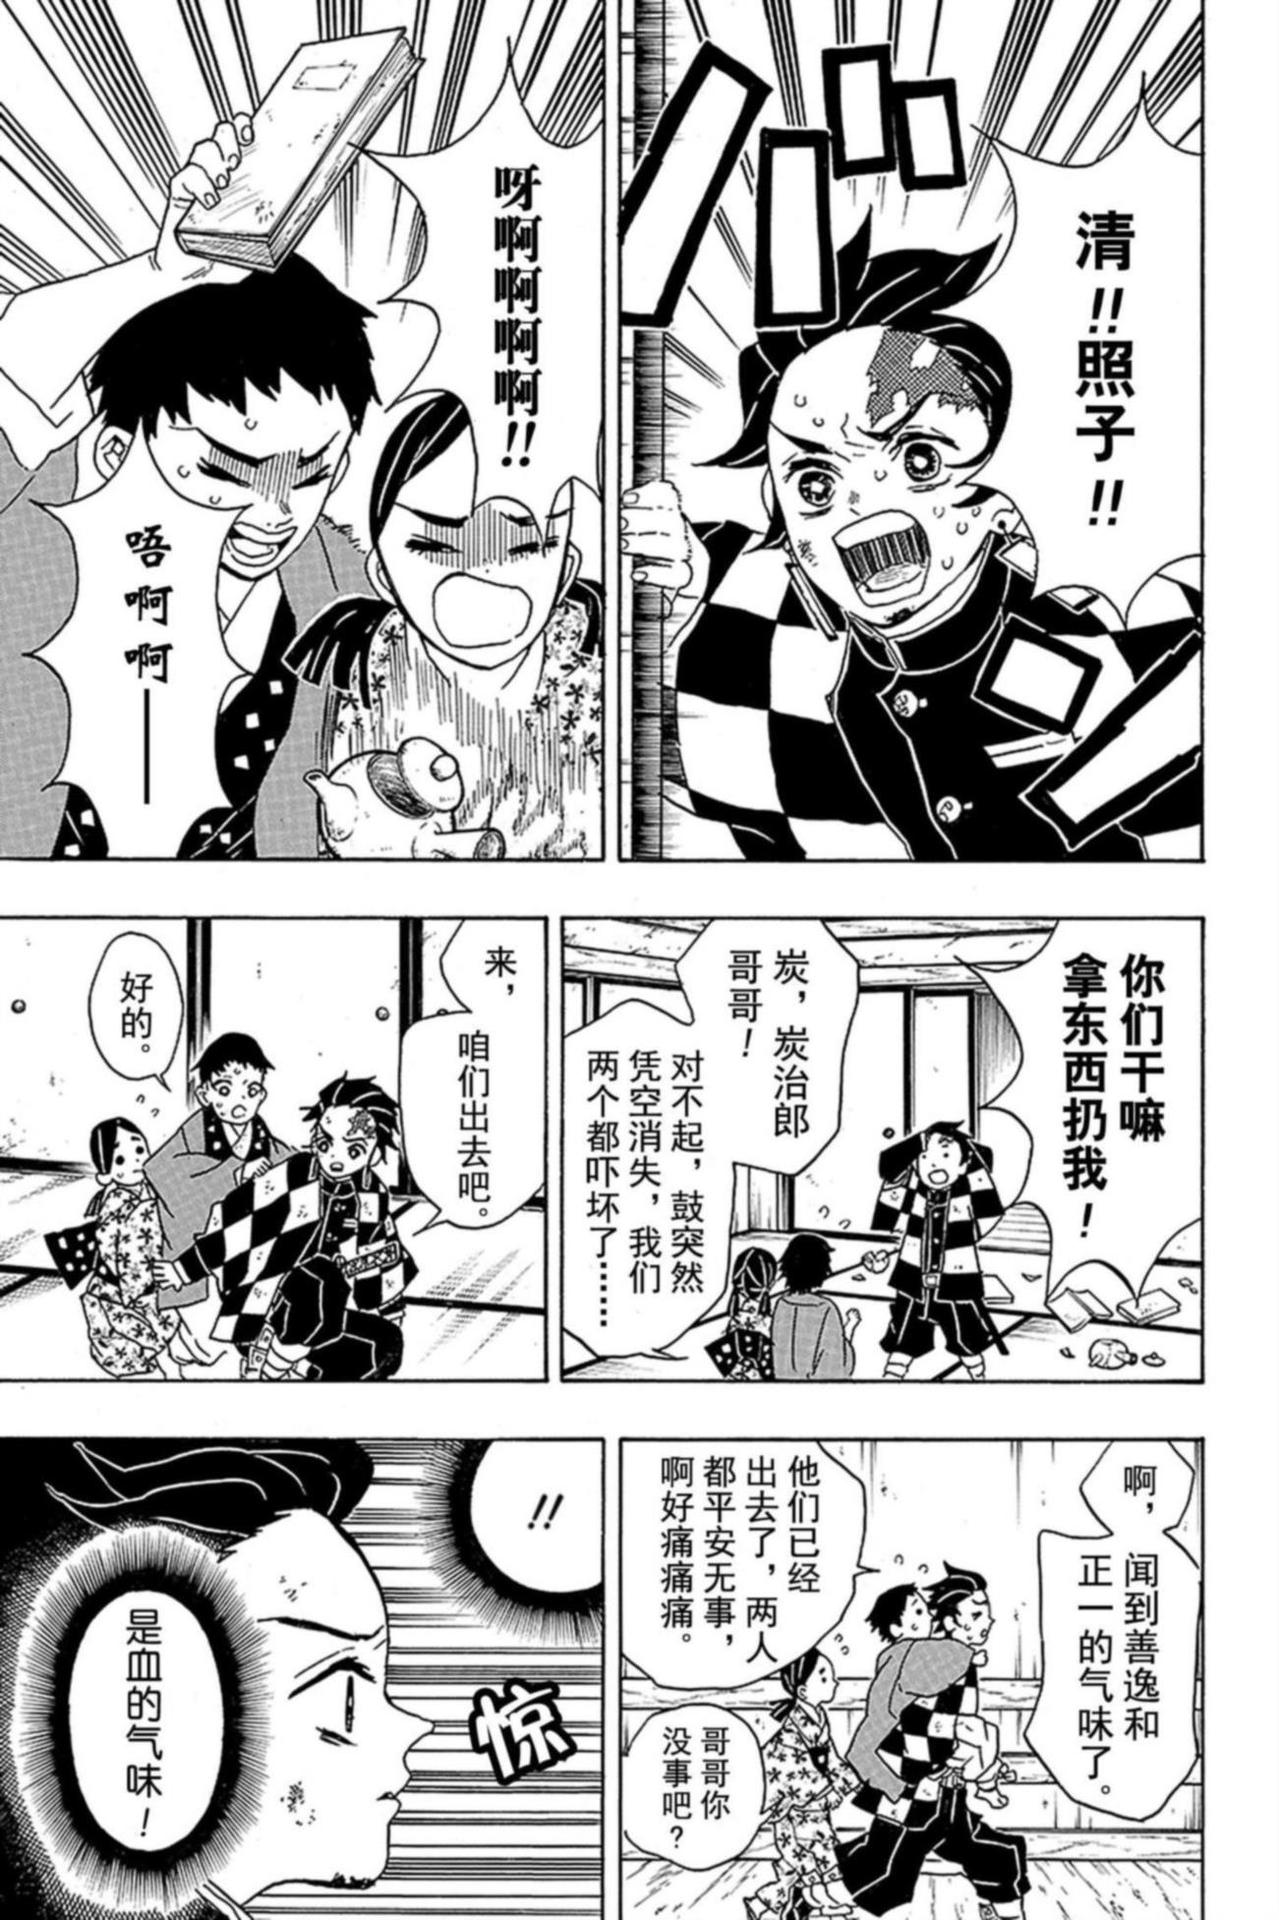 清!!照子!!
呀啊啊啊啊!!
唔啊啊——
你们干嘛
拿东西扔我！
炭，炭治郎
哥哥！
对不起，鼓突然
凭空消失，我们
两个都吓坏了……
来，
咱们出去吧。
好的。
啊，闻到善逸和
正一的气味了。
他们已经
出去了，两人
都平安无事，
啊好痛痛痛。
哥哥你
没事吧？
!!
惊
是血的气味！